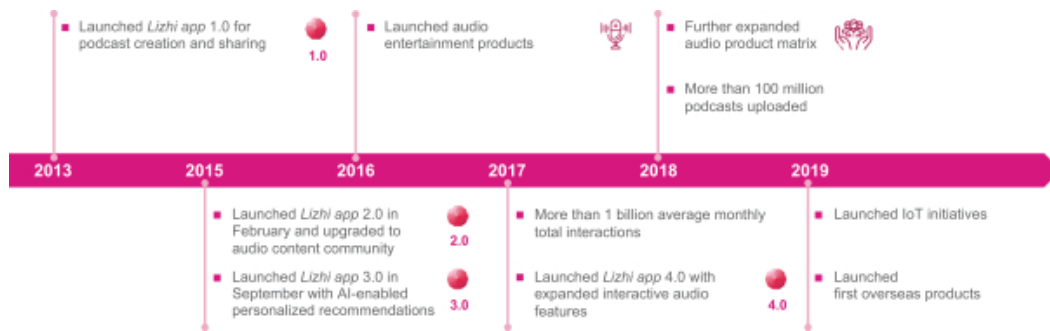 Launched Lizhi app 1.0 for
podcast creation and sharing
1.0
Launched audio
entertainment products
Further expanded
audio product matrix
More than 100 million
podcasts uploaded
2013
2015
2016
2017
2018
2019
Launched Lizhi app 2.0 in
February and upgraded to
audio content community
2.0
Launched Lizhi app 3.0 in
September with AI-enabled
personalized recommendations
3.0
More than 1 billion average monthly
total interactions
Launched Lizhi app 4.0 with
expanded interactive audio
features
4.0
Launched IoT initiatives
Launched
first overseas products